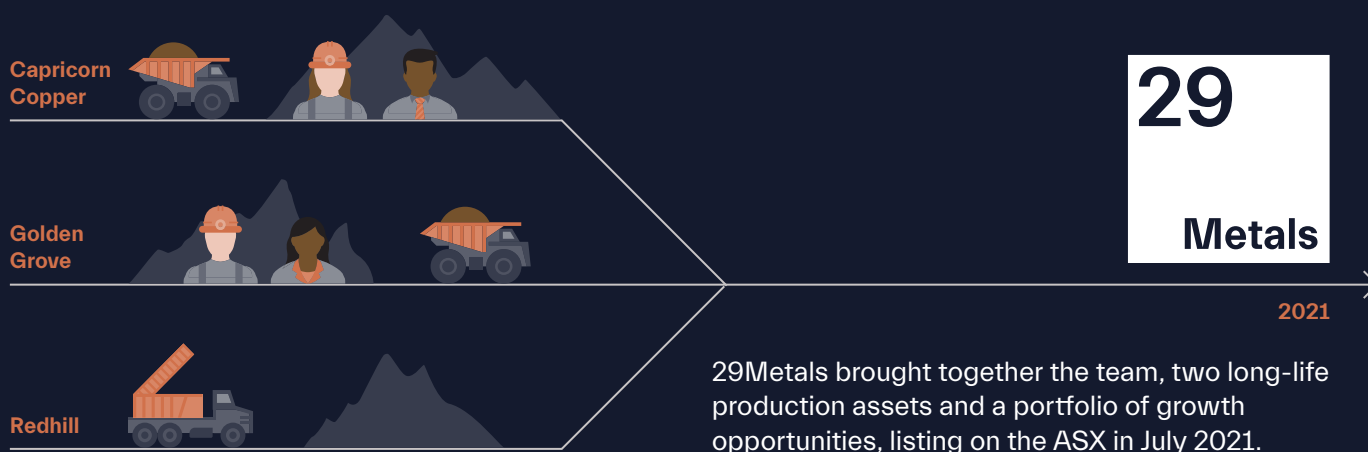 Capricorn
Copper
29
Metals
Golden
Grove
2021
29Metals brought together the team, two long-life
production assets and a portfolio of growth
opportunities, listing on the ASX in July 2021.
Redhill